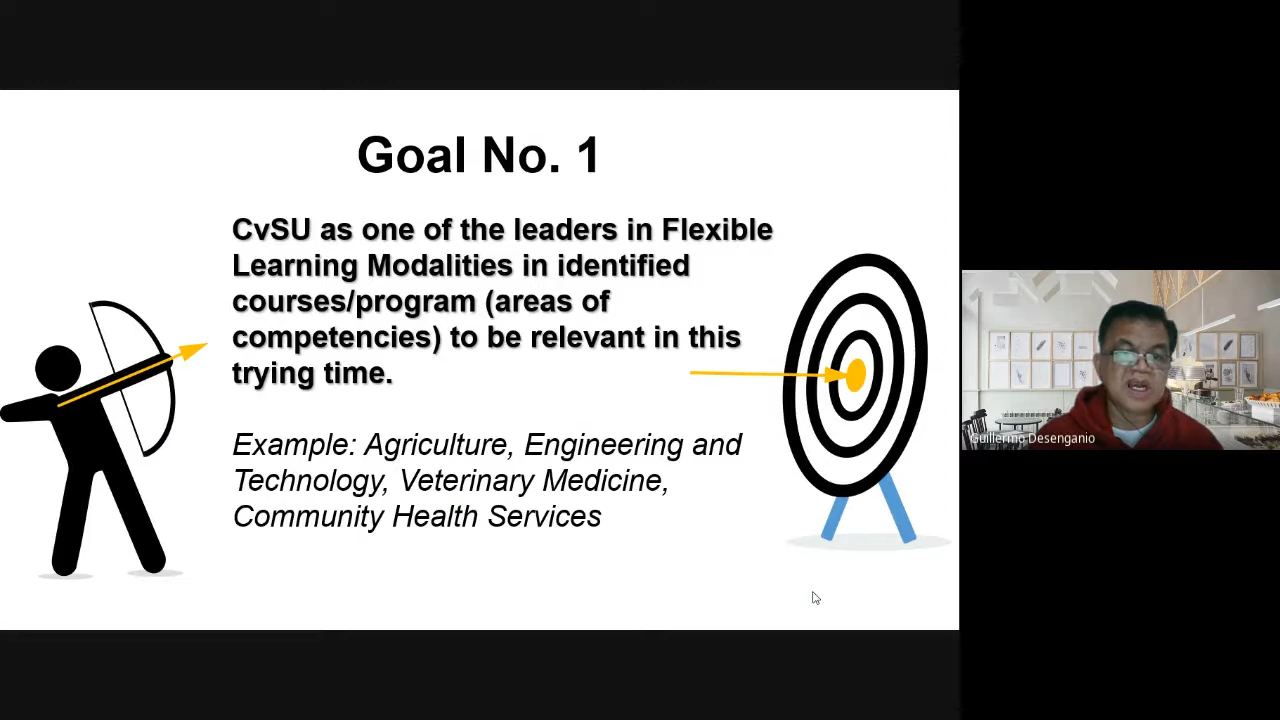 Goal No. 1
CvSU as one of the leaders in Flexible
Learning Modalities in identified
courses/program (areas of
competencies) to be relevant in this
trying time.
Example: Agriculture, Engineering and
Technology, Veterinary Medicine,
Community Health Services
Guillermo Desenganio